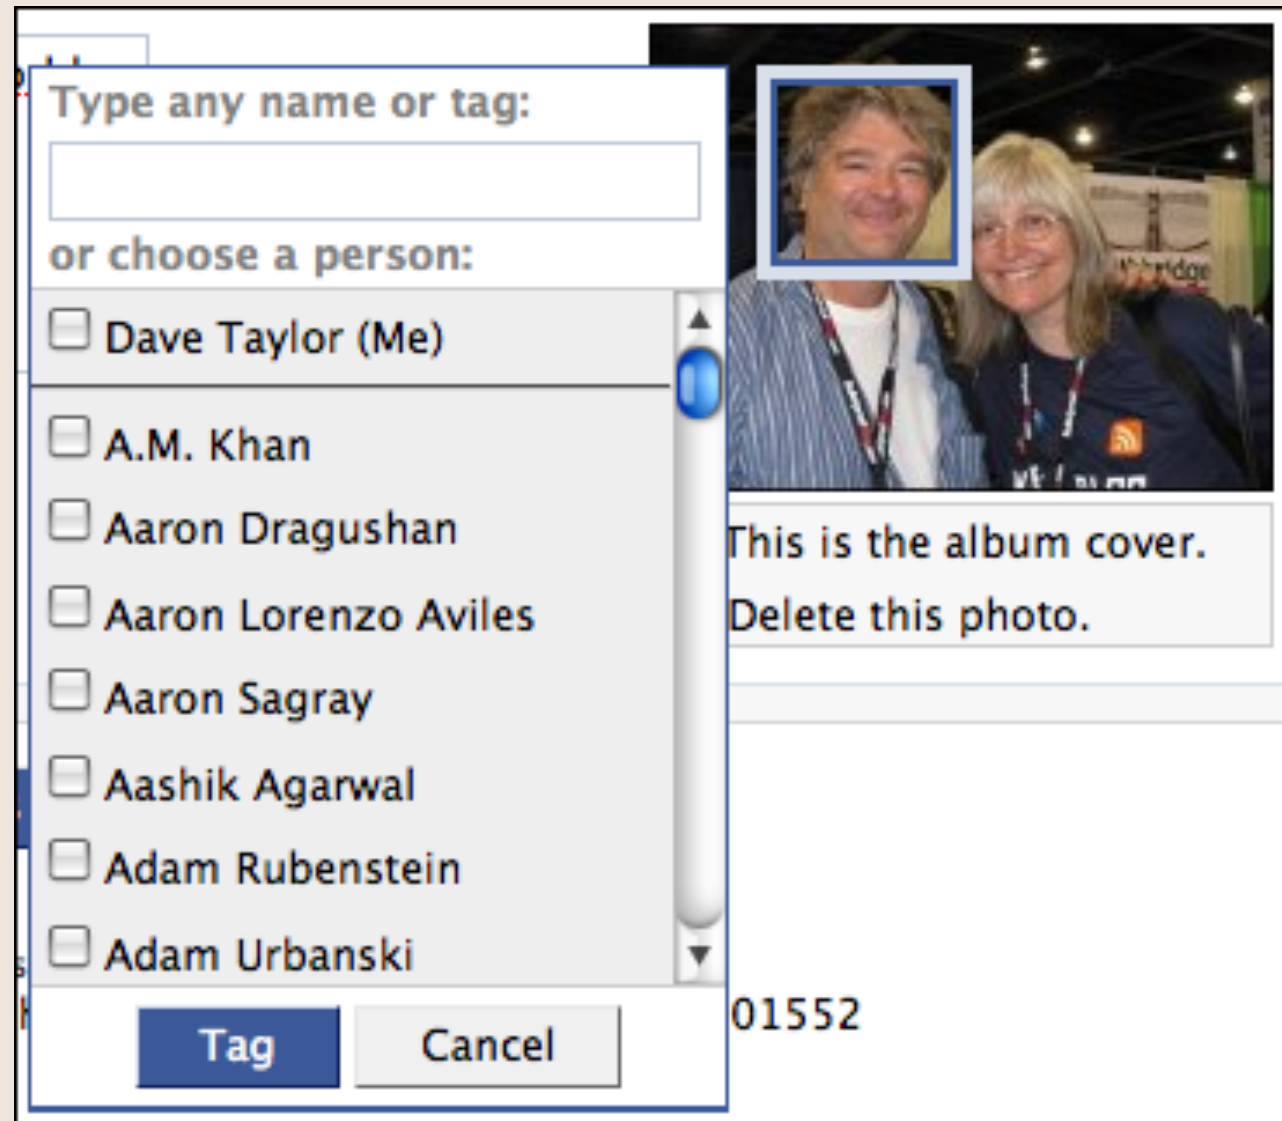 Type any name or tag:
or choose a person:
Dave Taylor (Me)
A.M. Khan
Aaron Dragushan
Aaron Lorenzo Aviles
Aaron Sagray
Aashik Agarwal
Adam Rubenstein
Adam Urbanski
Tag
Cancel
This is the album cover.
Delete this photo.
01552